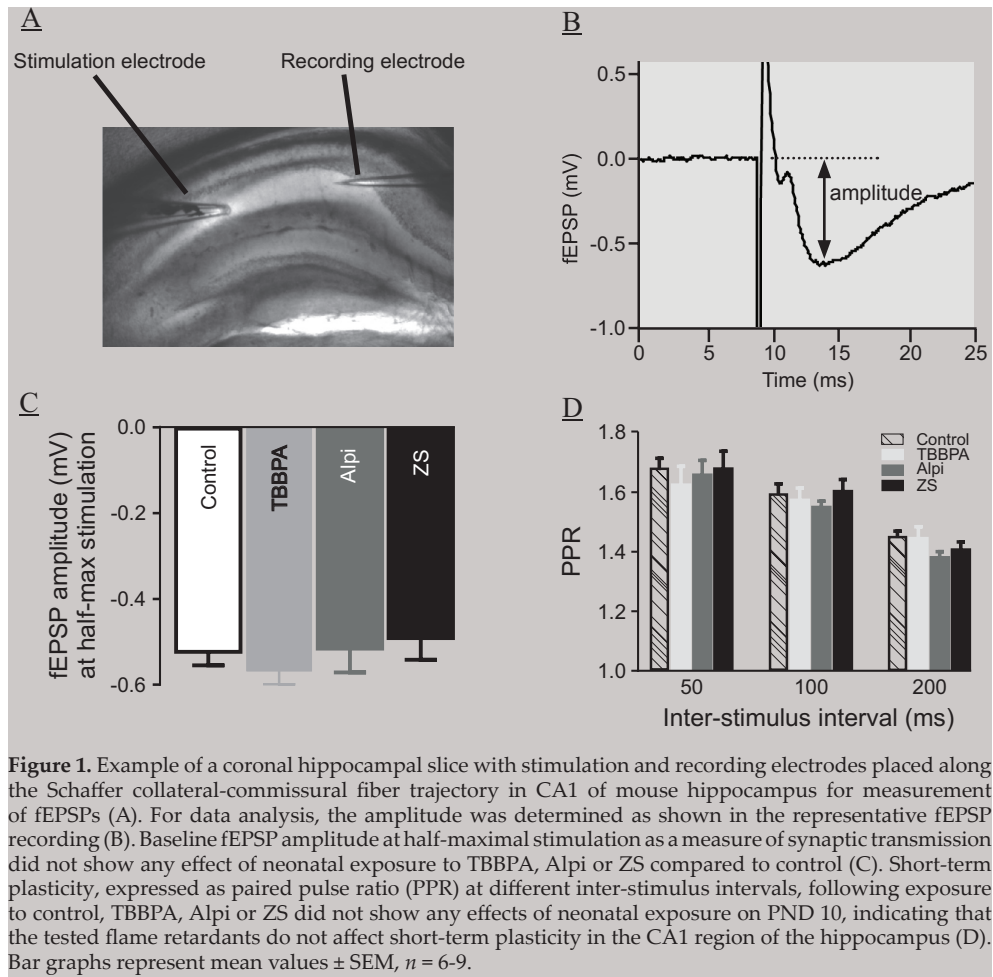 A
Stimulation electrode
Recording electrode
B
0.5
0.0
-0.5
-1.0
fEPSP (mV)
amplitude
0
5
10
15
20
25
Time (ms)
C
0.0
-0.2
-0.4
-0.6
fEPSP amplitude (mV)
at half-max stimulation
Control
TBBPA
Alpi
ZS
D
1.8
1.6
1.4
1.2
1.0
PPR
Control
TBBPA
Alpi
ZS
50
100
200
Inter-stimulus interval (ms)
Figure 1. Example of a coronal hippocampal slice with stimulation and recording electrodes placed along
the Schaffer collateral-commissural fiber trajectory in CA1 of mouse hippocampus for measurement
of fEPSPs (A). For data analysis, the amplitude was determined as shown in the representative fEPSP
recording (B). Baseline fEPSP amplitude at half-maximal stimulation as a measure of synaptic transmission
did not show any effect of neonatal exposure to TBBPA, Alpi or ZS compared to control (C). Short-term
plasticity, expressed as paired pulse ratio (PPR) at different inter-stimulus intervals, following exposure
to control, TBBPA, Alpi or ZS did not show any effects of neonatal exposure on PND 10, indicating that
the tested flame retardants do not affect short-term plasticity in the CA1 region of the hippocampus (D).
Bar graphs represent mean values ± SEM, n = 6-9.